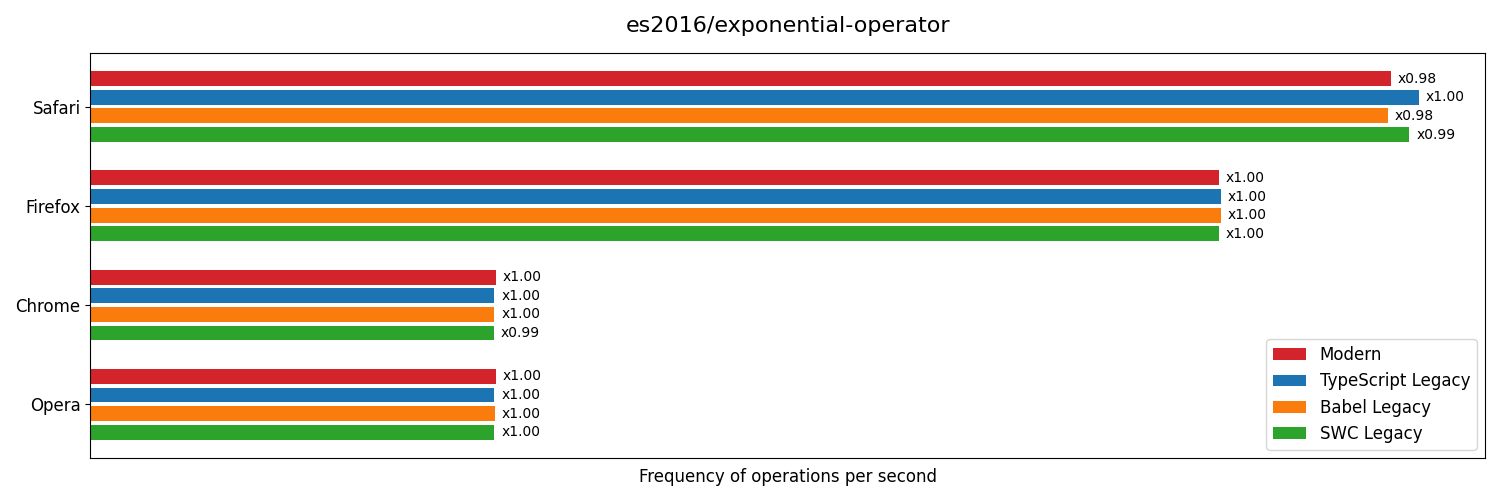 es2016/exponential-operator
Safari
x0.98
x1.00
x0.98
x0.99
Firefox
x1.00
x1.00
x1.00
x1.00
Chrome
x1.00
x1.00
x1.00
x0.99
Opera
x1.00
x1.00
x1.00
x1.00
Modern
TypeScript Legacy
Babel Legacy
SWC Legacy
Frequency of operations per second